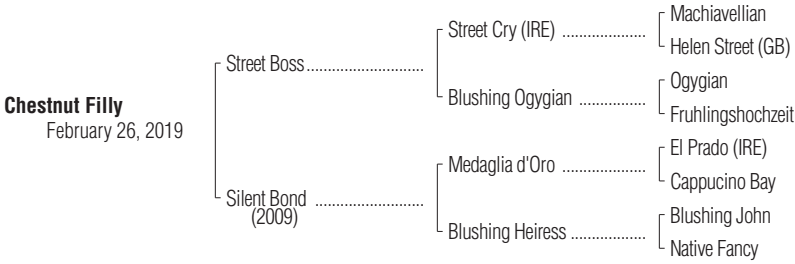 Chestnut Filly
February 26, 2019
Street Boss............................
Silent Bond ..........................
(2009)
Street Cry (IRE) ....................
Blushing Ogygian ................
Medaglia d'Oro ....................
Blushing Heiress ..................
Machiavellian
Helen Street (GB)
Ogygian
Fruhlingshochzeit
El Prado (IRE)
Cappucino Bay
Blushing John
Native Fancy